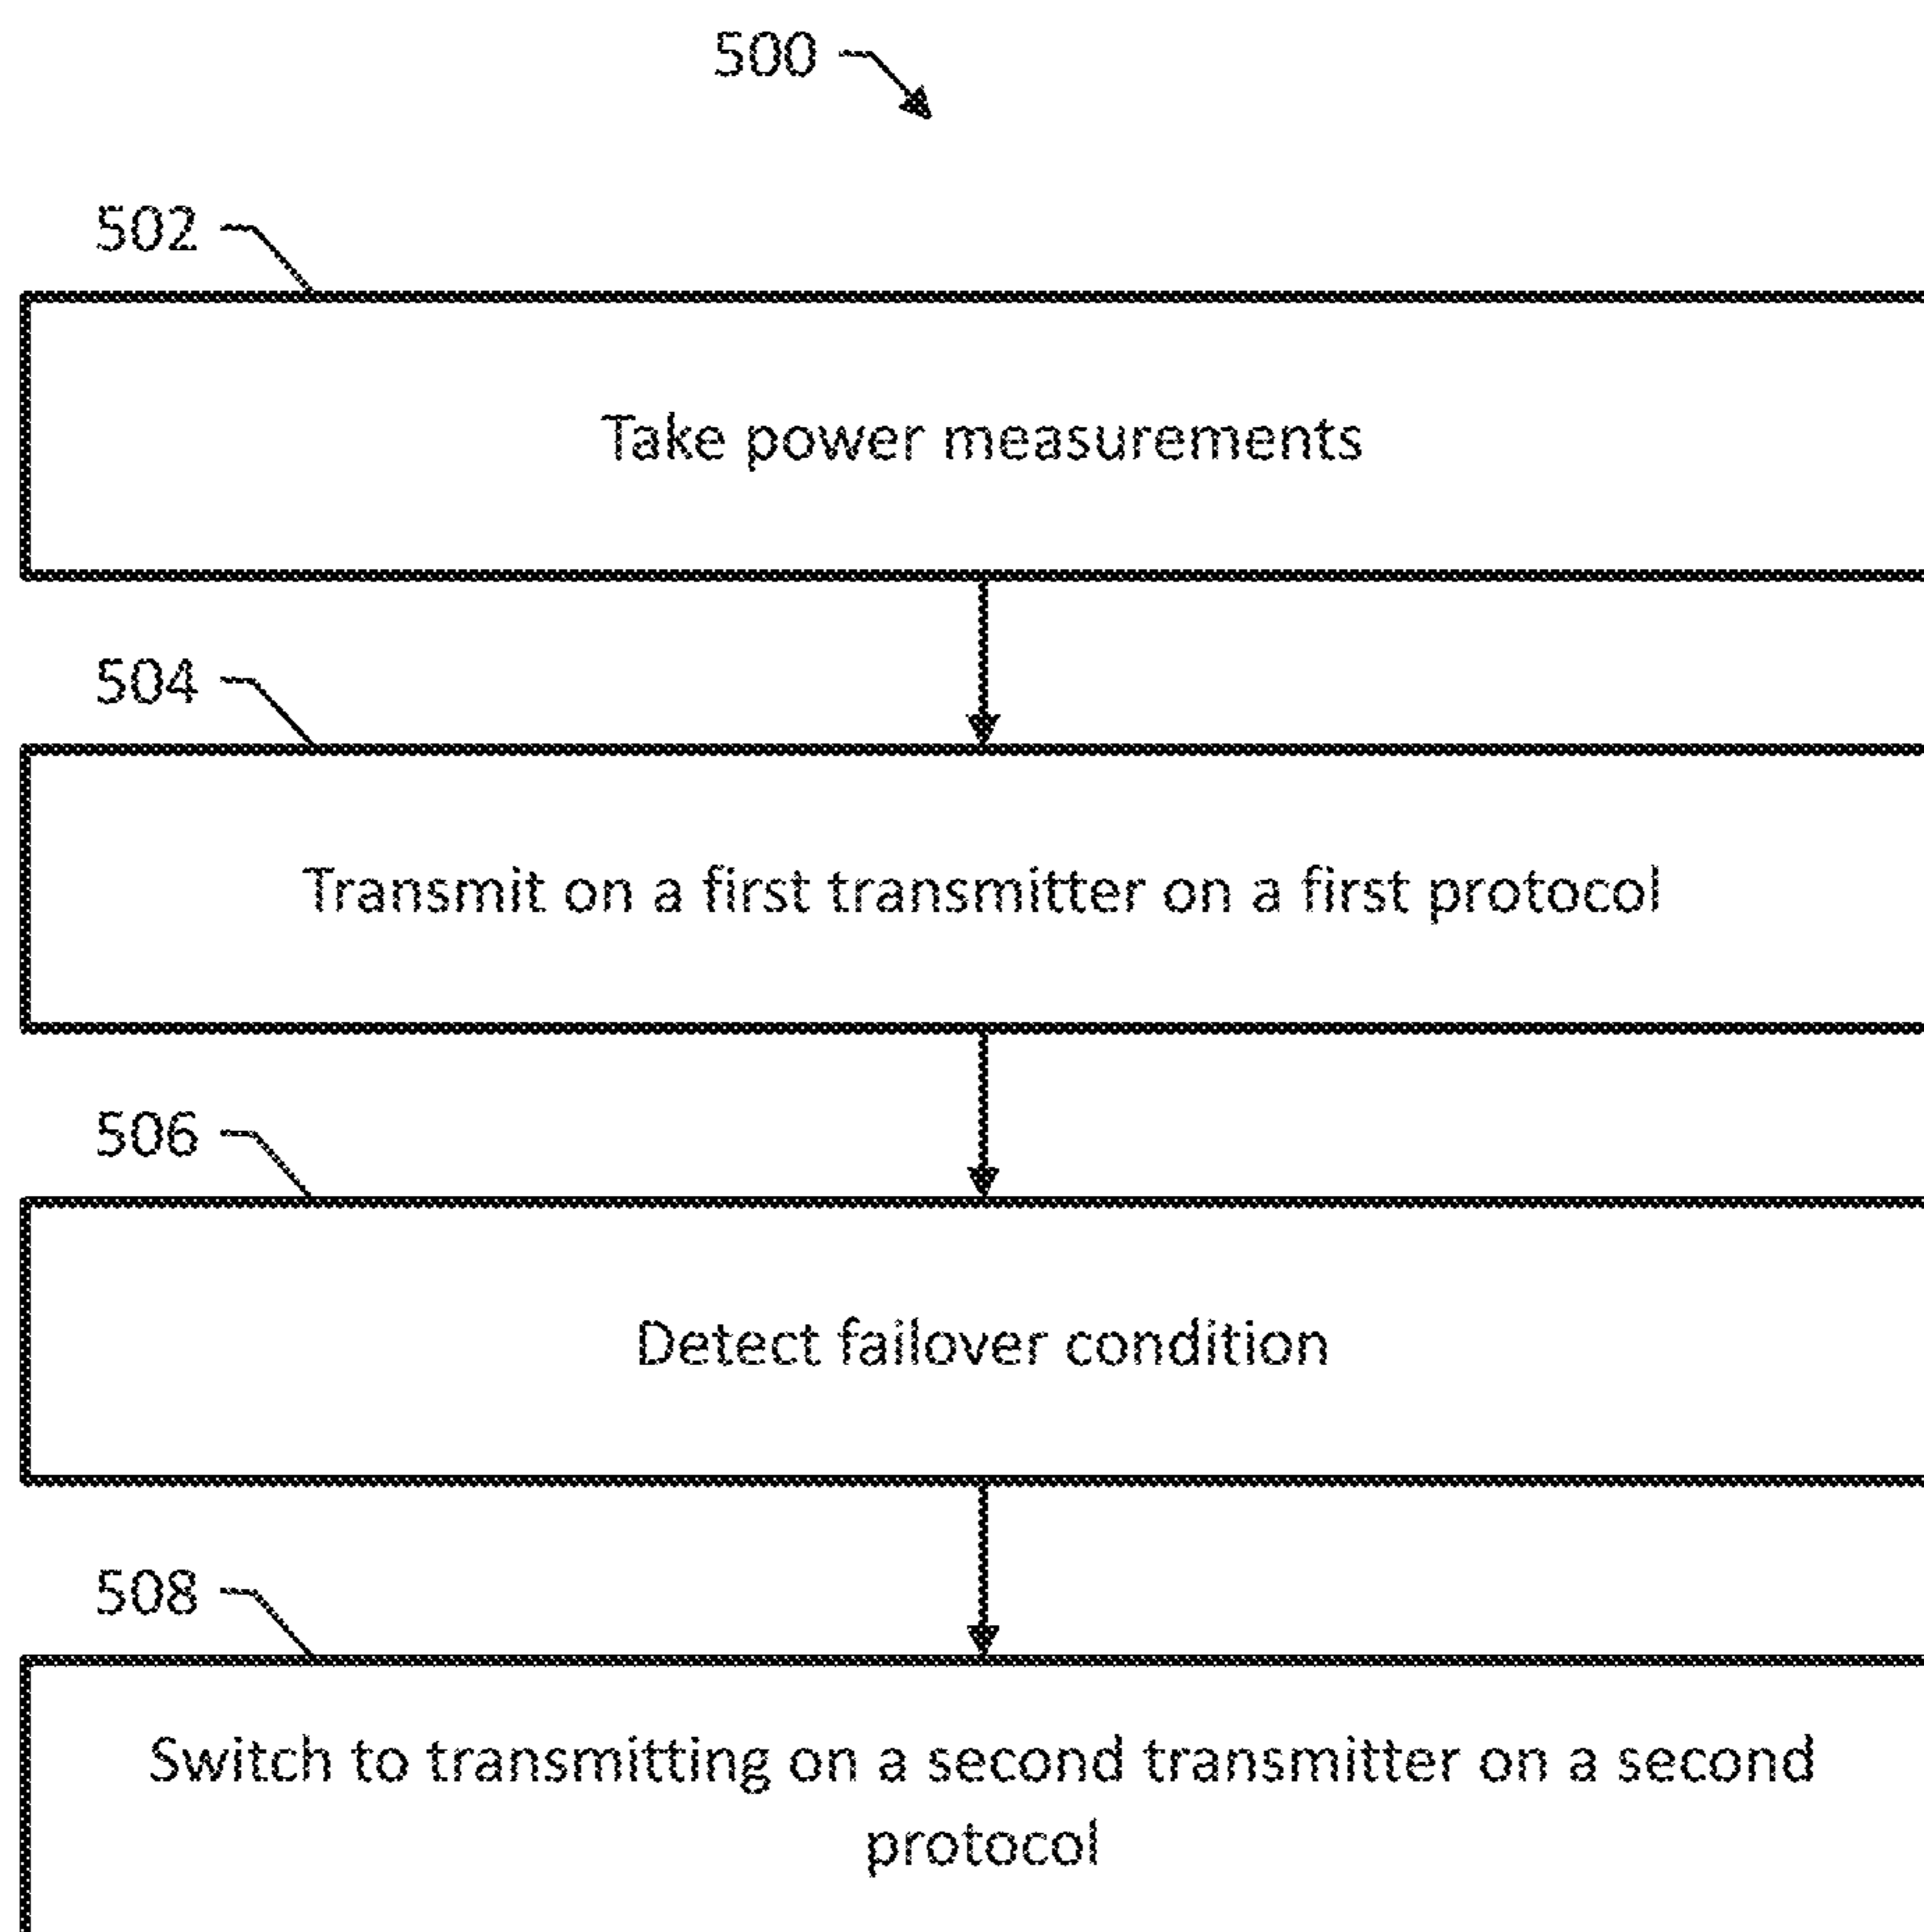 500
502
Take power measurements
504
Transmit on a first transmitter on a first protocol
506
Detect failover condition
508
Switch to transmitting on a second transmitter on a second
protocol